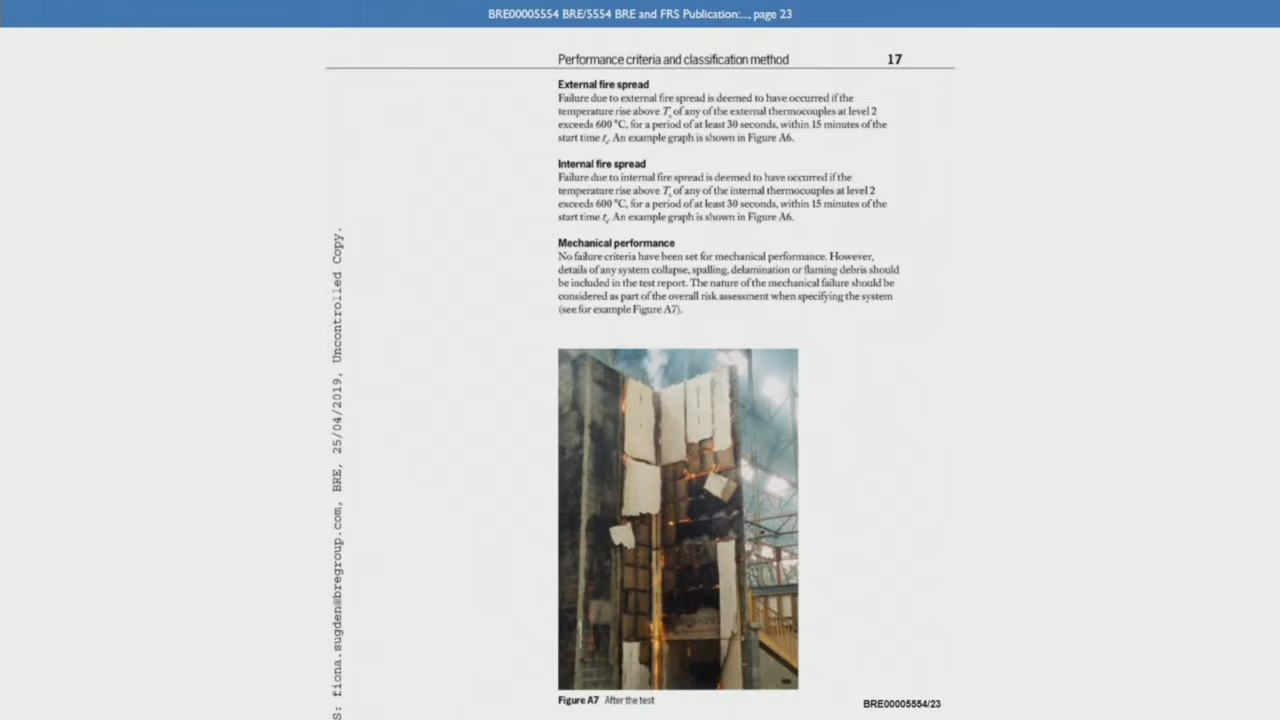 BRE00005554 BRE/5554 BRE and FRS Publication:..., page 23
Performance criteria and classification method 17
External fire spread
Failure due to external fire spread is deemed to have occurred if the
temperature rise above Ts of any of the external thermocouples at level 2
exceeds 600 °C, for a period of at least 30 seconds, within 15 minutes of the
start time ts. An example graph is shown in Figure A6.
Internal fire spread
Failure due to internal fire spread is deemed to have occurred if the
temperature rise above Ts of any of the internal thermocouples at level 2
exceeds 600 °C, for a period of at least 30 seconds, within 15 minutes of the
start time ts. An example graph is shown in Figure A6.
Mechanical performance
No failure criteria have been set for mechanical performance. However,
details of any system collapse, spalling, delamination or flaming debris should
be included in the test report. The nature of the mechanical failure should be
considered as part of the overall risk assessment when specifying the system
(see for example Figure A7).
S: fiona.sugden@bregroup.com, BRE, 25/04/2019, Uncontrolled Copy.
Figure A7 After the test
BRE00005554/23